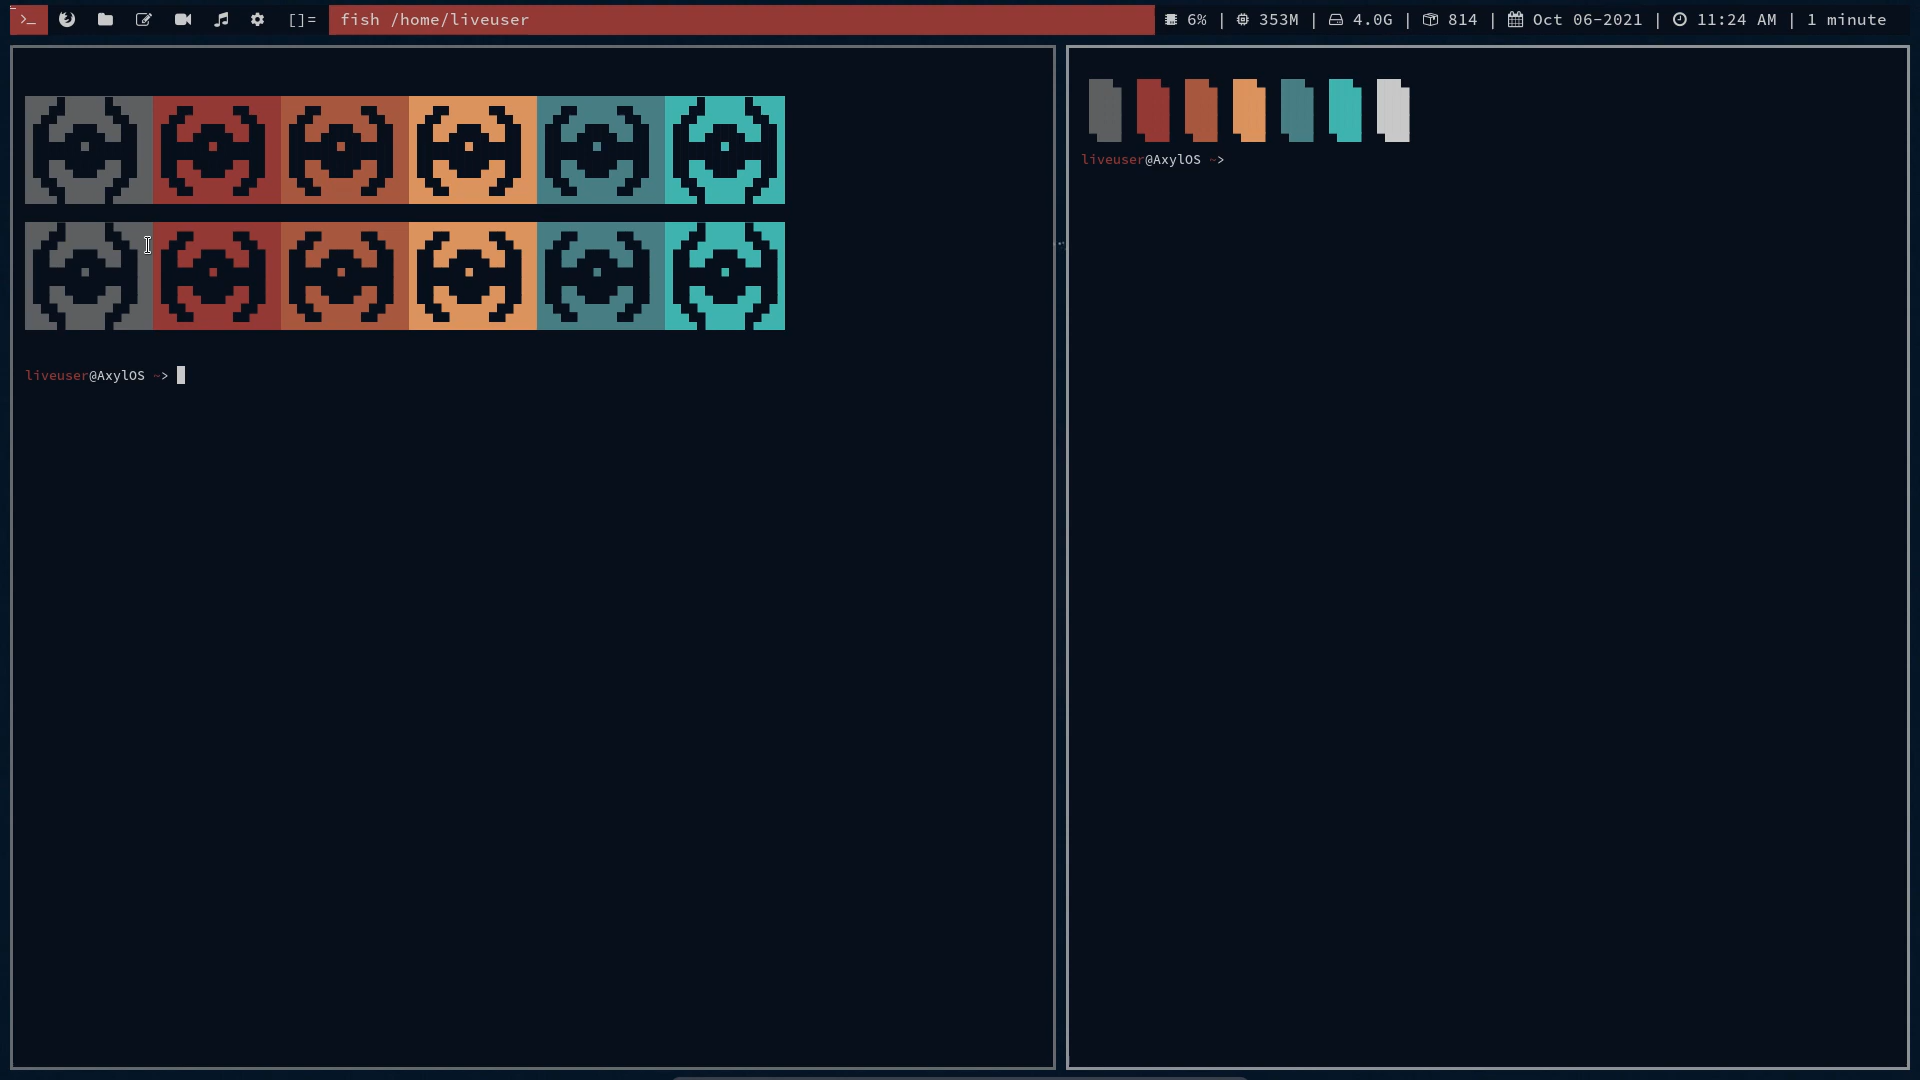 >_ []= fish /home/liveuser 6% | 353M | 4.0G | 814 | Oct 06-2021 | 11:24 AM | 1 minute
liveuser@AxylOS ~>
liveuser@AxylOS ~>